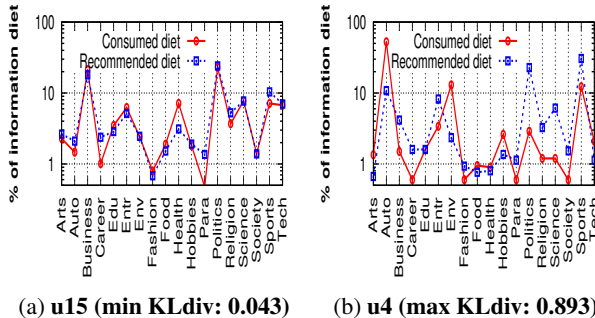 % of information diet
100
10
1
Consumed diet
Recommended diet
Arts
Auto
Business
Career
Edu
Entr
Env
Fashion
Food
Health
Hobbies
Para
Politics
Religion
Science
Society
Sports
Tech
(a) u15 (min KLdiv: 0.043)
% of information diet
100
10
1
Consumed diet
Recommended diet
Arts
Auto
Business
Career
Edu
Entr
Env
Fashion
Food
Health
Hobbies
Para
Politics
Religion
Science
Society
Sports
Tech
(b) u4 (max KLdiv: 0.893)